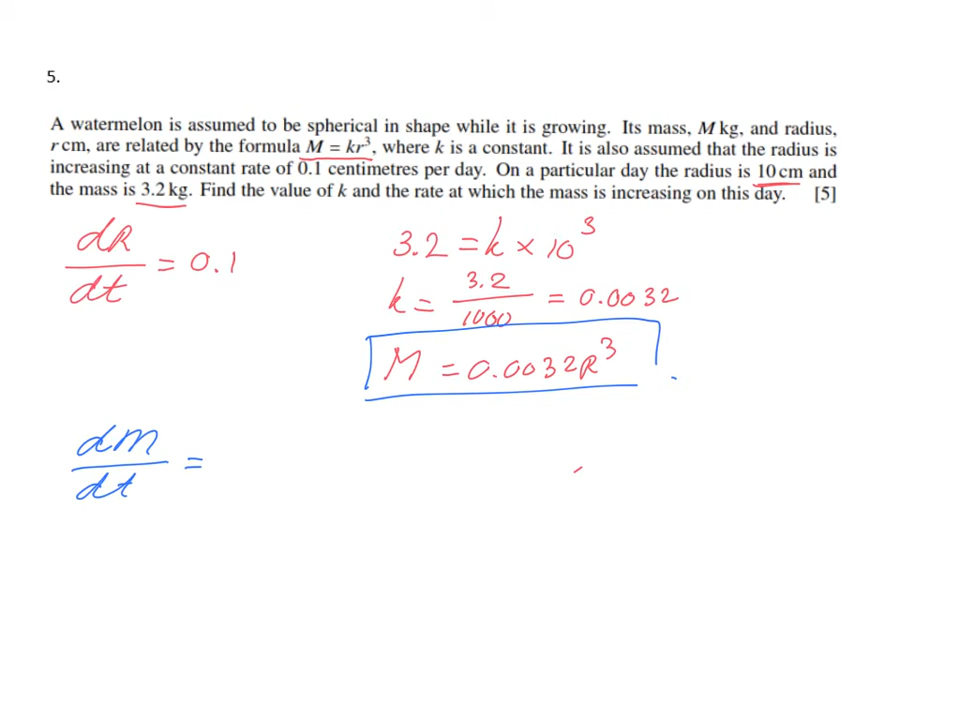 5.
A watermelon is assumed to be spherical in shape while it is growing. Its mass, M kg, and radius,
r cm, are related by the formula M = kr³, where k is a constant. It is also assumed that the radius is
increasing at a constant rate of 0.1 centimetres per day. On a particular day the radius is 10 cm and
the mass is 3.2 kg. Find the value of k and the rate at which the mass is increasing on this day. [5]
dR/dt = 0.1
3.2 = k × 10³
k = 3.2/1000 = 0.0032
M = 0.0032R³
dM/dt =